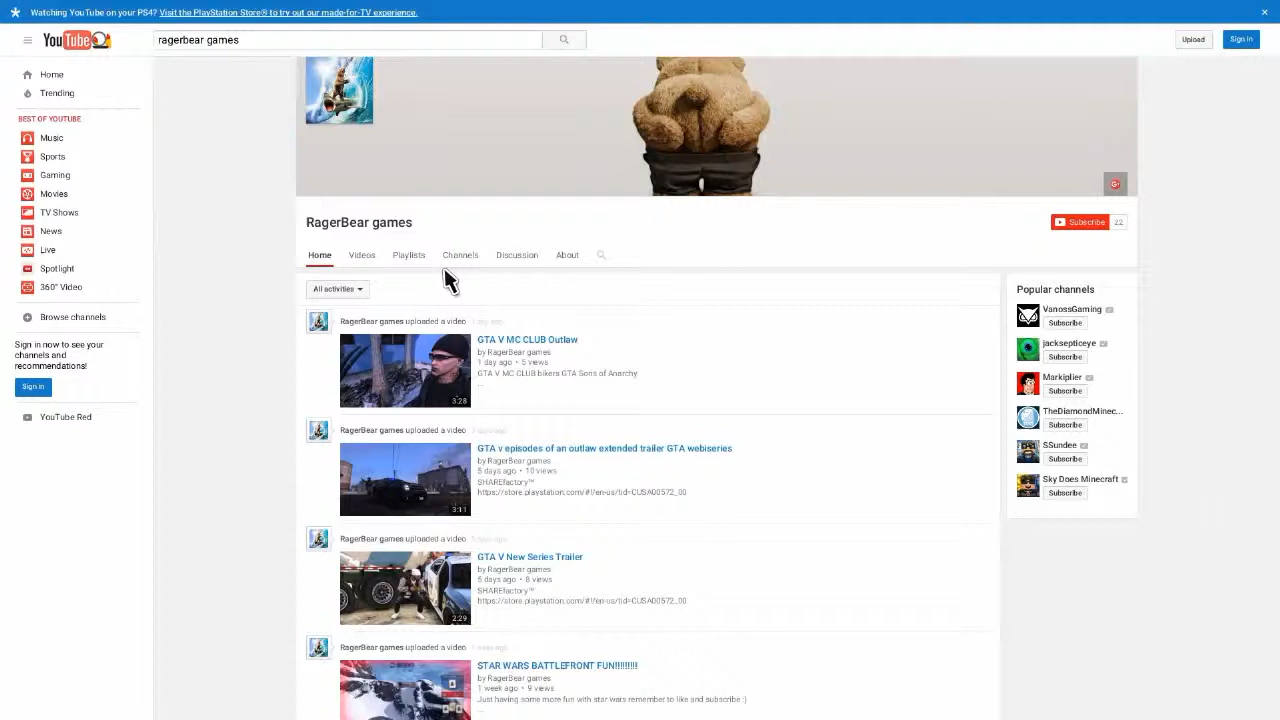 Watching YouTube on your PS4? Visit the PlayStation Store® to try out our made-for-TV experience. ×
YouTube
ragerbear games
Upload
Sign in
Home
Trending
BEST OF YOUTUBE
Music
Sports
Gaming
Movies
TV Shows
News
Live
Spotlight
360° Video
Browse channels
Sign in now to see your
channels and
recommendations!
Sign in
YouTube Red
G+
RagerBear games
Subscribe 22
Home Videos Playlists Channels Discussion About
All activities
RagerBear games uploaded a video 1 day ago
GTA V MC CLUB Outlaw
by RagerBear games
1 day ago • 5 views
GTA V MC CLUB bikers GTA Sons of Anarchy
...
3:28
RagerBear games uploaded a video
GTA v episodes of an outlaw extended trailer GTA webiseries
by RagerBear games
5 days ago • 10 views
SHAREfactory™
https://store.playstation.com/#!/en-us/tid=CUSA00572_00
3:11
RagerBear games uploaded a video 5 days ago
GTA V New Series Trailer
by RagerBear games
5 days ago • 8 views
SHAREfactory™
https://store.playstation.com/#!/en-us/tid=CUSA00572_00
2:29
RagerBear games uploaded a video 1 week ago
STAR WARS BATTLEFRONT FUN!!!!!!!!!
by RagerBear games
1 week ago • 9 views
Just having some more fun with star wars remember to like and subscribe :)
...
Popular channels
VanossGaming
Subscribe
jacksepticeye
Subscribe
Markiplier
Subscribe
TheDiamondMinec...
Subscribe
SSundee
Subscribe
Sky Does Minecraft
Subscribe